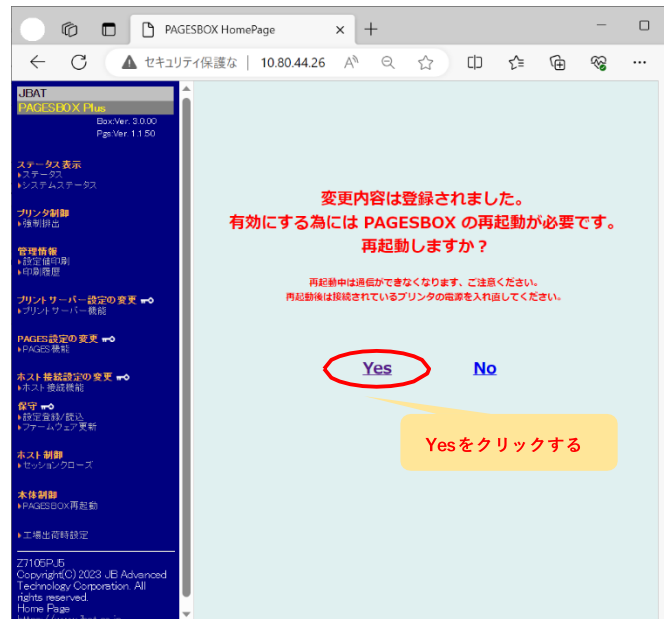 PAGESBOX HomePage
セキュリティ保護な | 10.80.44.26
JBAT
PAGESBOX Plus
Box:Ver. 3.0.00
Pgs:Ver. 1.1.50
ステータス表示
ステータス
システムステータス
プリンタ制御
強制排出
管理情報
設定値印刷
印刷履歴
プリントサーバー設定の変更
プリントサーバー機能
PAGES設定の変更
PAGES機能
ホスト接続設定の変更
ホスト接続機能
保守
設定登録/読込
ファームウェア更新
ホスト制御
セッションクローズ
本体制御
PAGESBOX再起動
工場出荷時設定
Z7105PJ5
Copyright(C) 2023 JB Advanced
Technology Corporation. All
rights reserved.
Home Page
変更内容は登録されました。
有効にする為には PAGESBOX の再起動が必要です。
再起動しますか？
再起動中は通信ができなくなります、ご注意ください。
再起動後は接続されているプリンタの電源を入れ直してください。
Yes No
Yesをクリックする